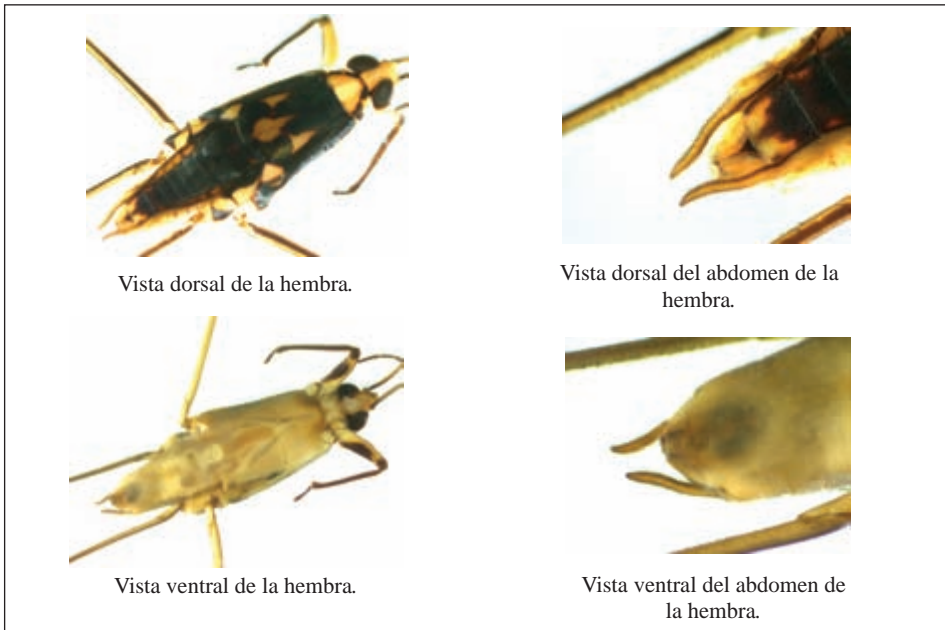 Vista dorsal de la hembra.
Vista dorsal del abdomen de la
hembra.
Vista ventral de la hembra.
Vista ventral del abdomen de
la hembra.